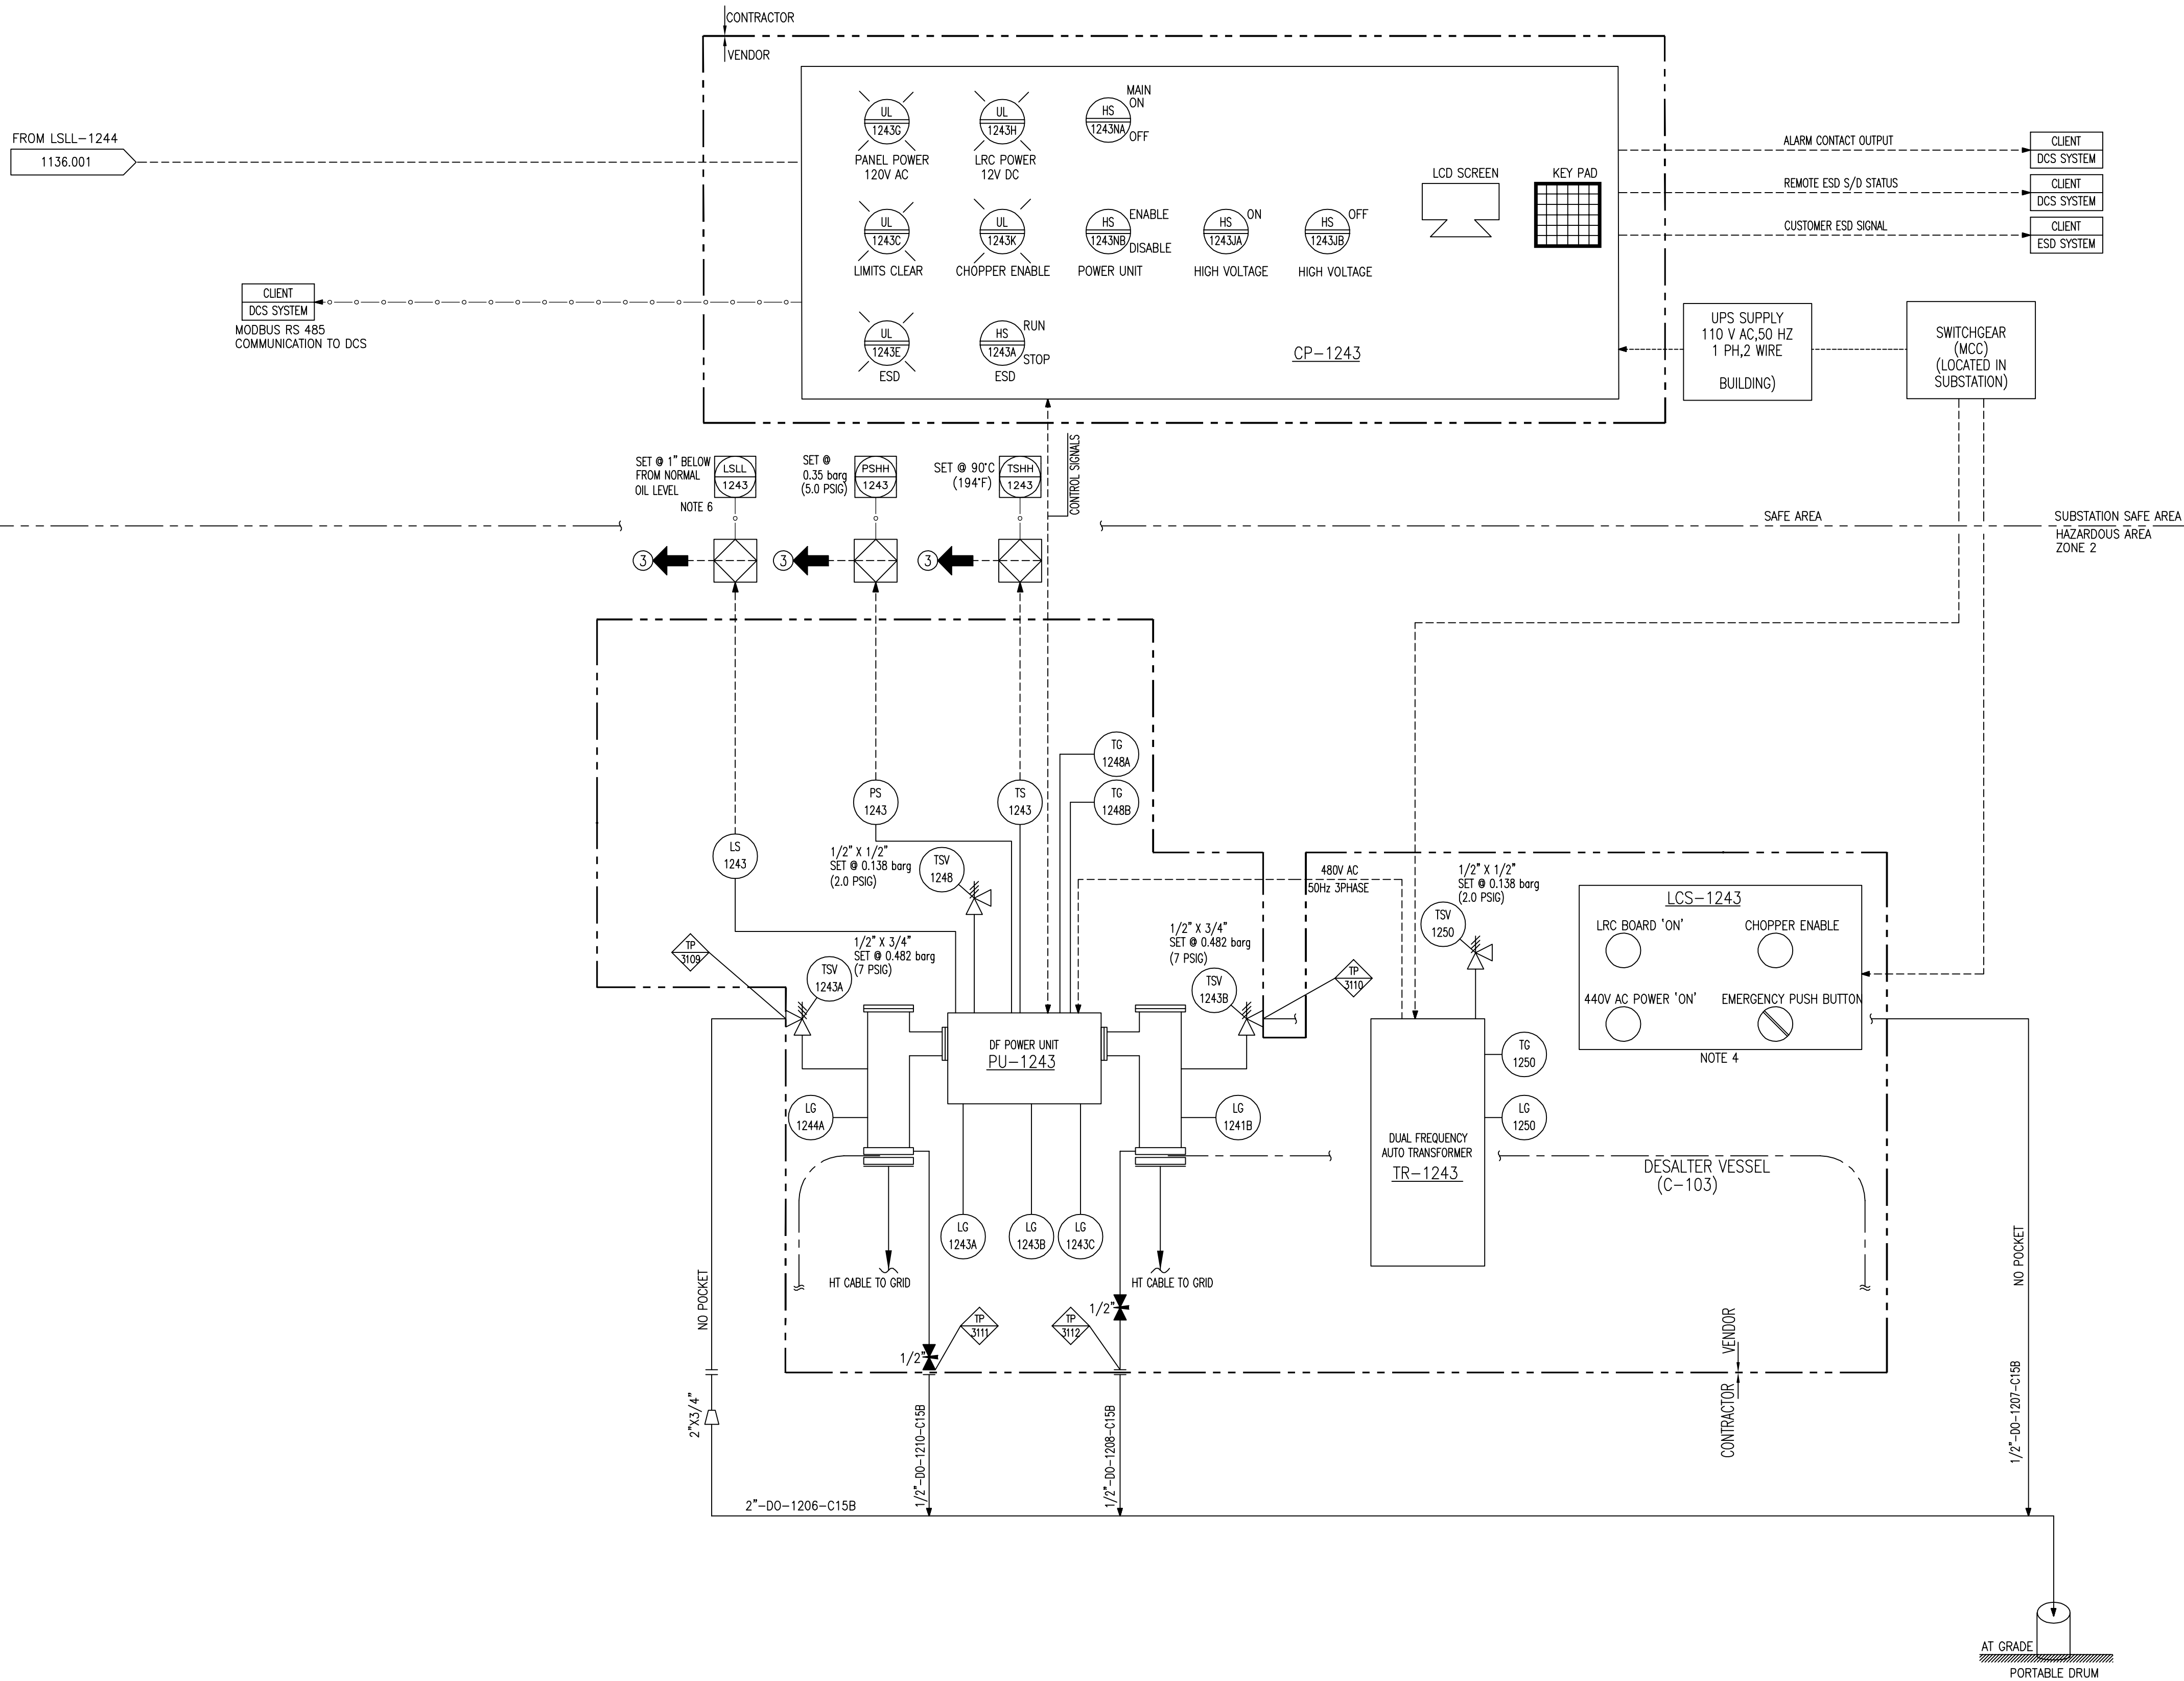 CONTRACTOR
VENDOR
FROM LSLL-1244
1136.001
UL
1243G
PANEL POWER
120V AC
UL
1243H
LRC POWER
12V DC
HS
1243NA
MAIN
ON
OFF
UL
1243C
LIMITS CLEAR
UL
1243K
CHOPPER ENABLE
HS
1243NB
ENABLE
DISABLE
POWER UNIT
HS
1243JA
ON
HIGH VOLTAGE
HS
1243JB
OFF
HIGH VOLTAGE
LCD SCREEN
KEY PAD
UL
1243E
ESD
HS
1243A
RUN
STOP
ESD
CP-1243
ALARM CONTACT OUTPUT
CLIENT
DCS SYSTEM
REMOTE ESD S/D STATUS
CLIENT
DCS SYSTEM
CUSTOMER ESD SIGNAL
CLIENT
ESD SYSTEM
CLIENT
DCS SYSTEM
MODBUS RS 485
COMMUNICATION TO DCS
UPS SUPPLY
110 V AC,50 HZ
1 PH,2 WIRE
BUILDING)
SWITCHGEAR
(MCC)
(LOCATED IN
SUBSTATION)
SET @ 1" BELOW
FROM NORMAL
OIL LEVEL
NOTE 6
LSLL
1243
SET @
0.35 barg
(5.0 PSIG)
PSHH
1243
SET @ 90°C
(194°F)
TSHH
1243
CONTROL SIGNALS
SAFE AREA
SUBSTATION SAFE AREA
HAZARDOUS AREA
ZONE 2
3
3
3
TG
1248A
TG
1248B
PS
1243
TS
1243
LS
1243
1/2" X 1/2"
SET @ 0.138 barg
(2.0 PSIG)
TSV
1248
480V AC
50Hz 3PHASE
1/2" X 1/2"
SET @ 0.138 barg
(2.0 PSIG)
TSV
1250
LCS-1243
LRC BOARD 'ON'
CHOPPER ENABLE
440V AC POWER 'ON'
EMERGENCY PUSH BUTTON
NOTE 4
TP
3109
1/2" X 3/4"
SET @ 0.482 barg
(7 PSIG)
TSV
1243A
1/2" X 3/4"
SET @ 0.482 barg
(7 PSIG)
TSV
1243B
TP
3110
DF POWER UNIT
PU-1243
TG
1250
LG
1250
LG
1244A
LG
1241B
DUAL FREQUENCY
AUTO TRANSFORMER
TR-1243
DESALTER VESSEL
(C-103)
LG
1243A
LG
1243B
LG
1243C
HT CABLE TO GRID
HT CABLE TO GRID
NO POCKET
NO POCKET
1/2"
TP
3111
TP
3112
1/2"
VENDOR
CONTRACTOR
2"X3/4"
1/2"-DO-1210-C15B
1/2"-DO-1208-C15B
1/2"-DO-1207-C15B
2"-DO-1206-C15B
AT GRADE
PORTABLE DRUM